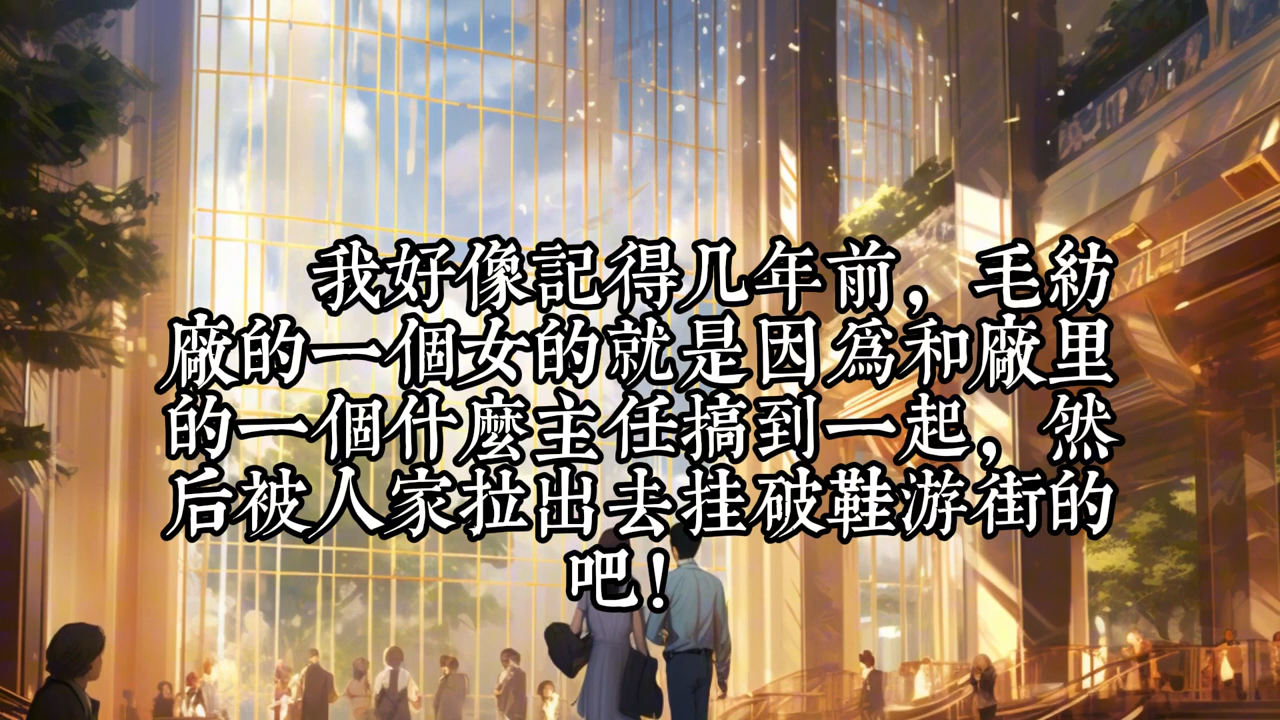 我好像記得几年前，毛紡
廠的一個女的就是因爲和廠里
的一個什麽主任搞到一起，然
后被人家拉出去挂破鞋游街的
吧！